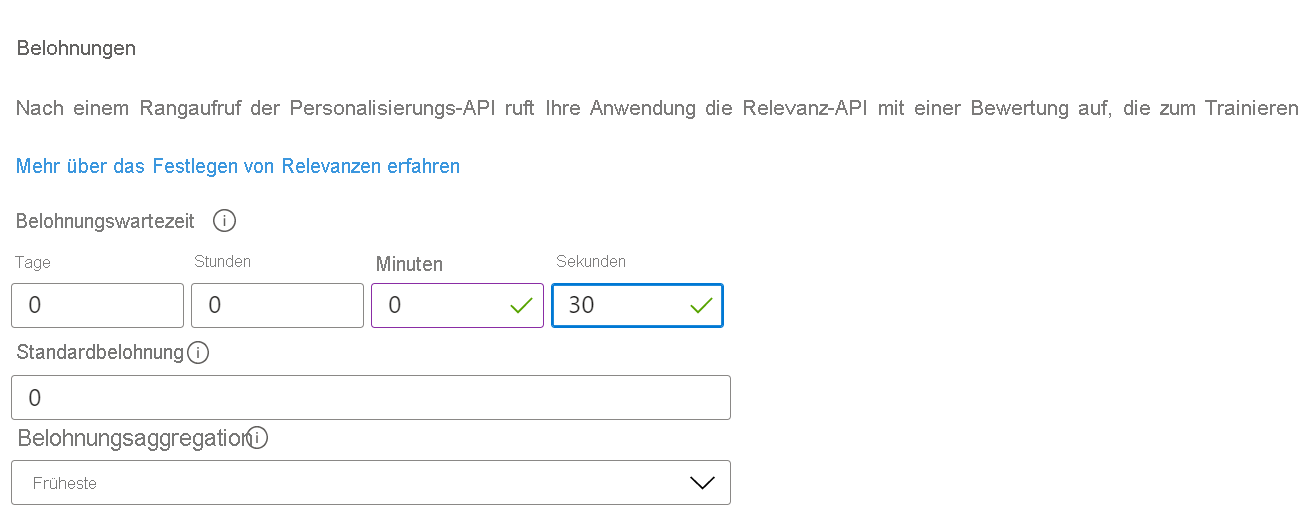 Belohnungen
Nach einem Rangaufruf der Personalisierungs-API ruft Ihre Anwendung die Relevanz-API mit einer Bewertung auf, die zum Trainieren
Mehr über das Festlegen von Relevanzen erfahren
Belohnungswartezeit
Tage Stunden Minuten Sekunden
0 0 0 30
Standardbelohnung
0
Belohnungsaggregation
Früheste